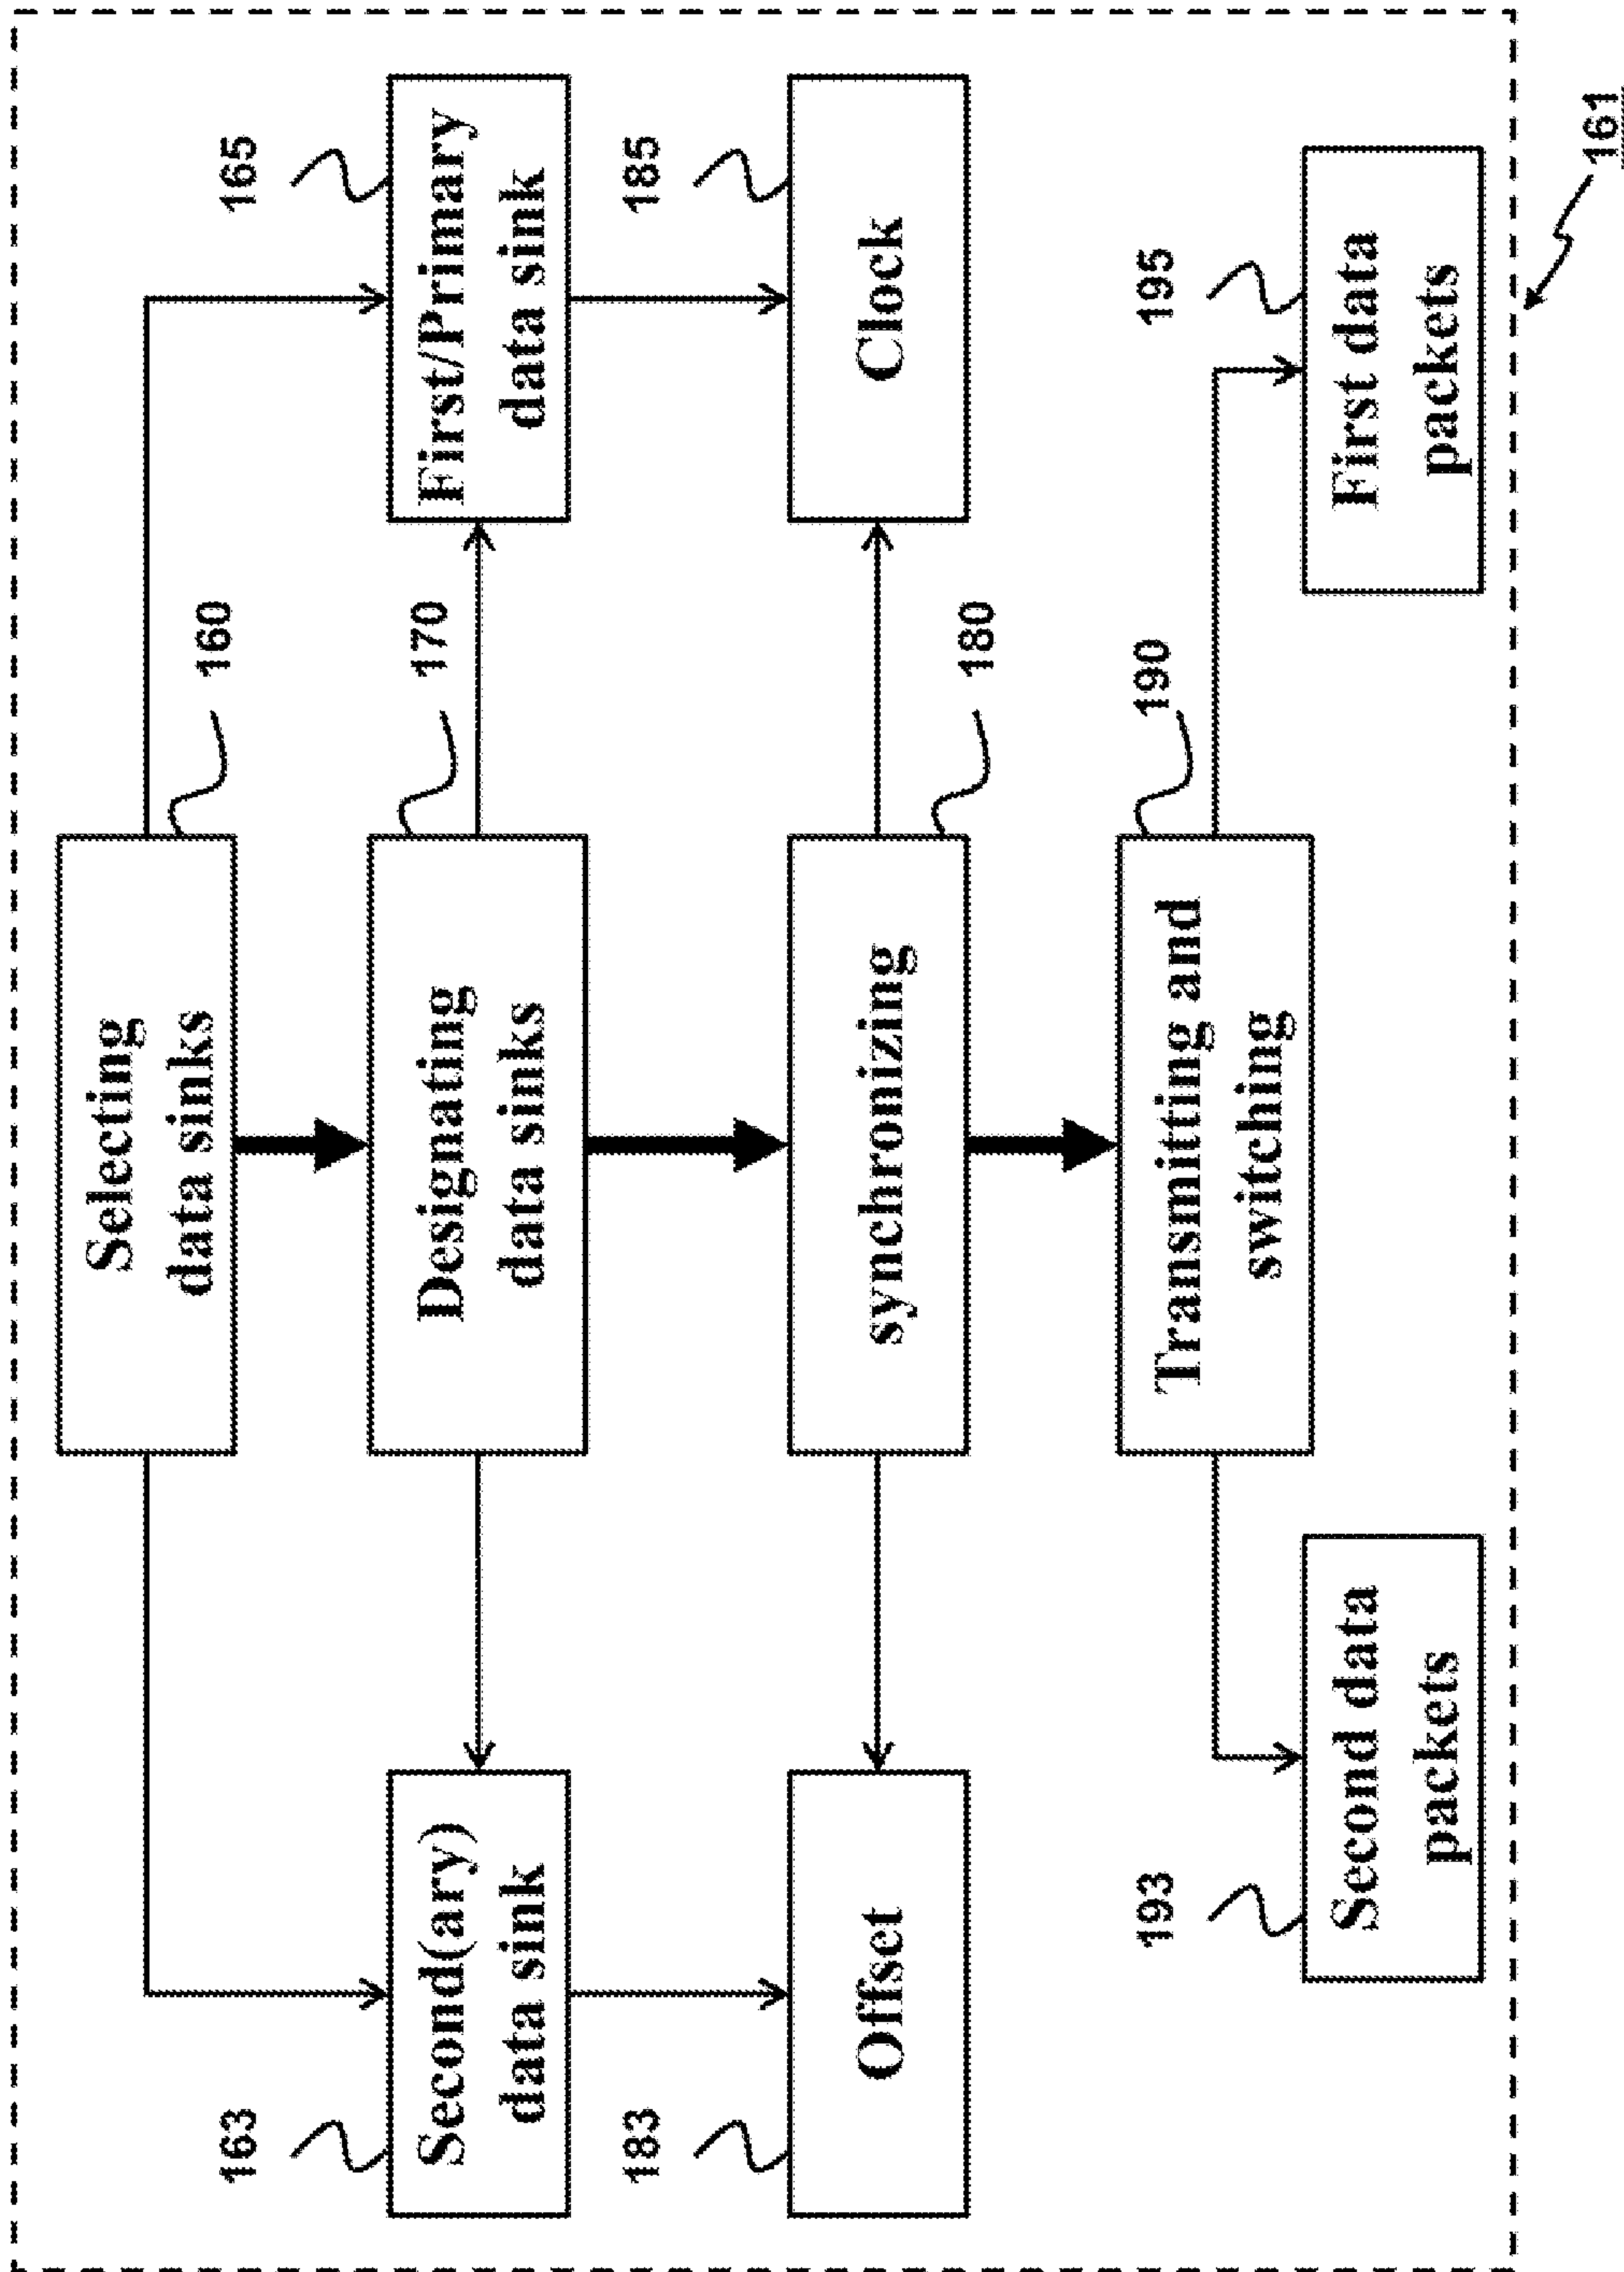 Selecting
data sinks
160
163
165
Second(ary)
data sink
Designating
data sinks
170
First/Primary
data sink
183
185
Offset
synchronizing
180
Clock
193
Transmitting and
switching
190
195
Second data
packets
First data
packets
161